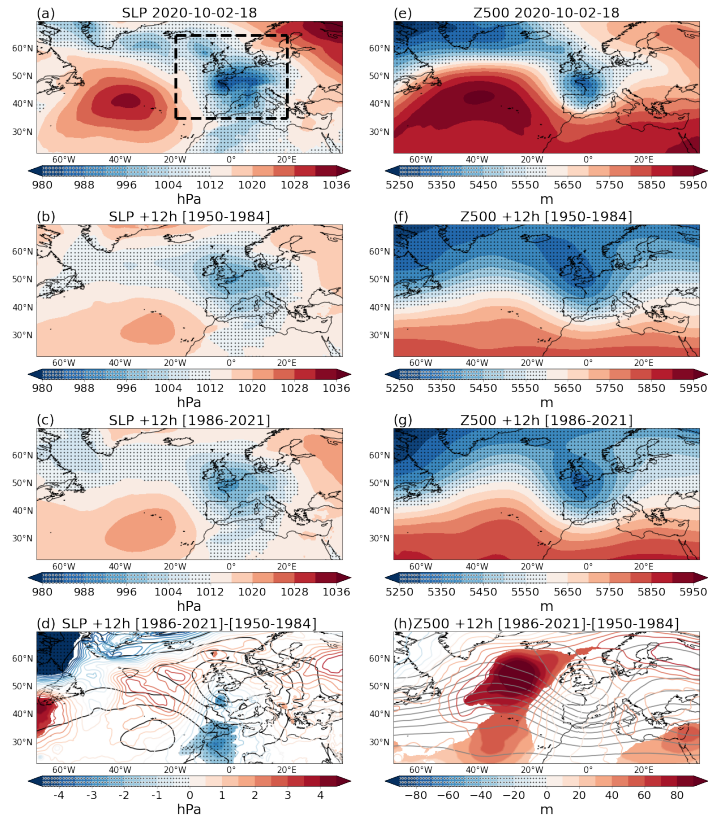 (a) SLP 2020-10-02-18
60°N
50°N
40°N
30°N
60°W 40°W 20°W 0° 20°E
980 988 996 1004 1012 1020 1028 1036
hPa
(e) Z500 2020-10-02-18
60°N
50°N
40°N
30°N
60°W 40°W 20°W 0° 20°E
5250 5350 5450 5550 5650 5750 5850 5950
m
(b) SLP +12h [1950-1984]
60°N
50°N
40°N
30°N
60°W 40°W 20°W 0° 20°E
980 988 996 1004 1012 1020 1028 1036
hPa
(f) Z500 +12h [1950-1984]
60°N
50°N
40°N
30°N
60°W 40°W 20°W 0° 20°E
5250 5350 5450 5550 5650 5750 5850 5950
m
(c) SLP +12h [1986-2021]
60°N
50°N
40°N
30°N
60°W 40°W 20°W 0° 20°E
980 988 996 1004 1012 1020 1028 1036
hPa
(g) Z500 +12h [1986-2021]
60°N
50°N
40°N
30°N
60°W 40°W 20°W 0° 20°E
5250 5350 5450 5550 5650 5750 5850 5950
m
(d) SLP +12h [1986-2021]-[1950-1984]
60°N
50°N
40°N
30°N
60°W 40°W 20°W 0° 20°E
-4 -3 -2 -1 0 1 2 3 4
hPa
(h)Z500 +12h [1986-2021]-[1950-1984]
60°N
50°N
40°N
30°N
60°W 40°W 20°W 0° 20°E
−80 −60 −40 −20 0 20 40 60 80
m